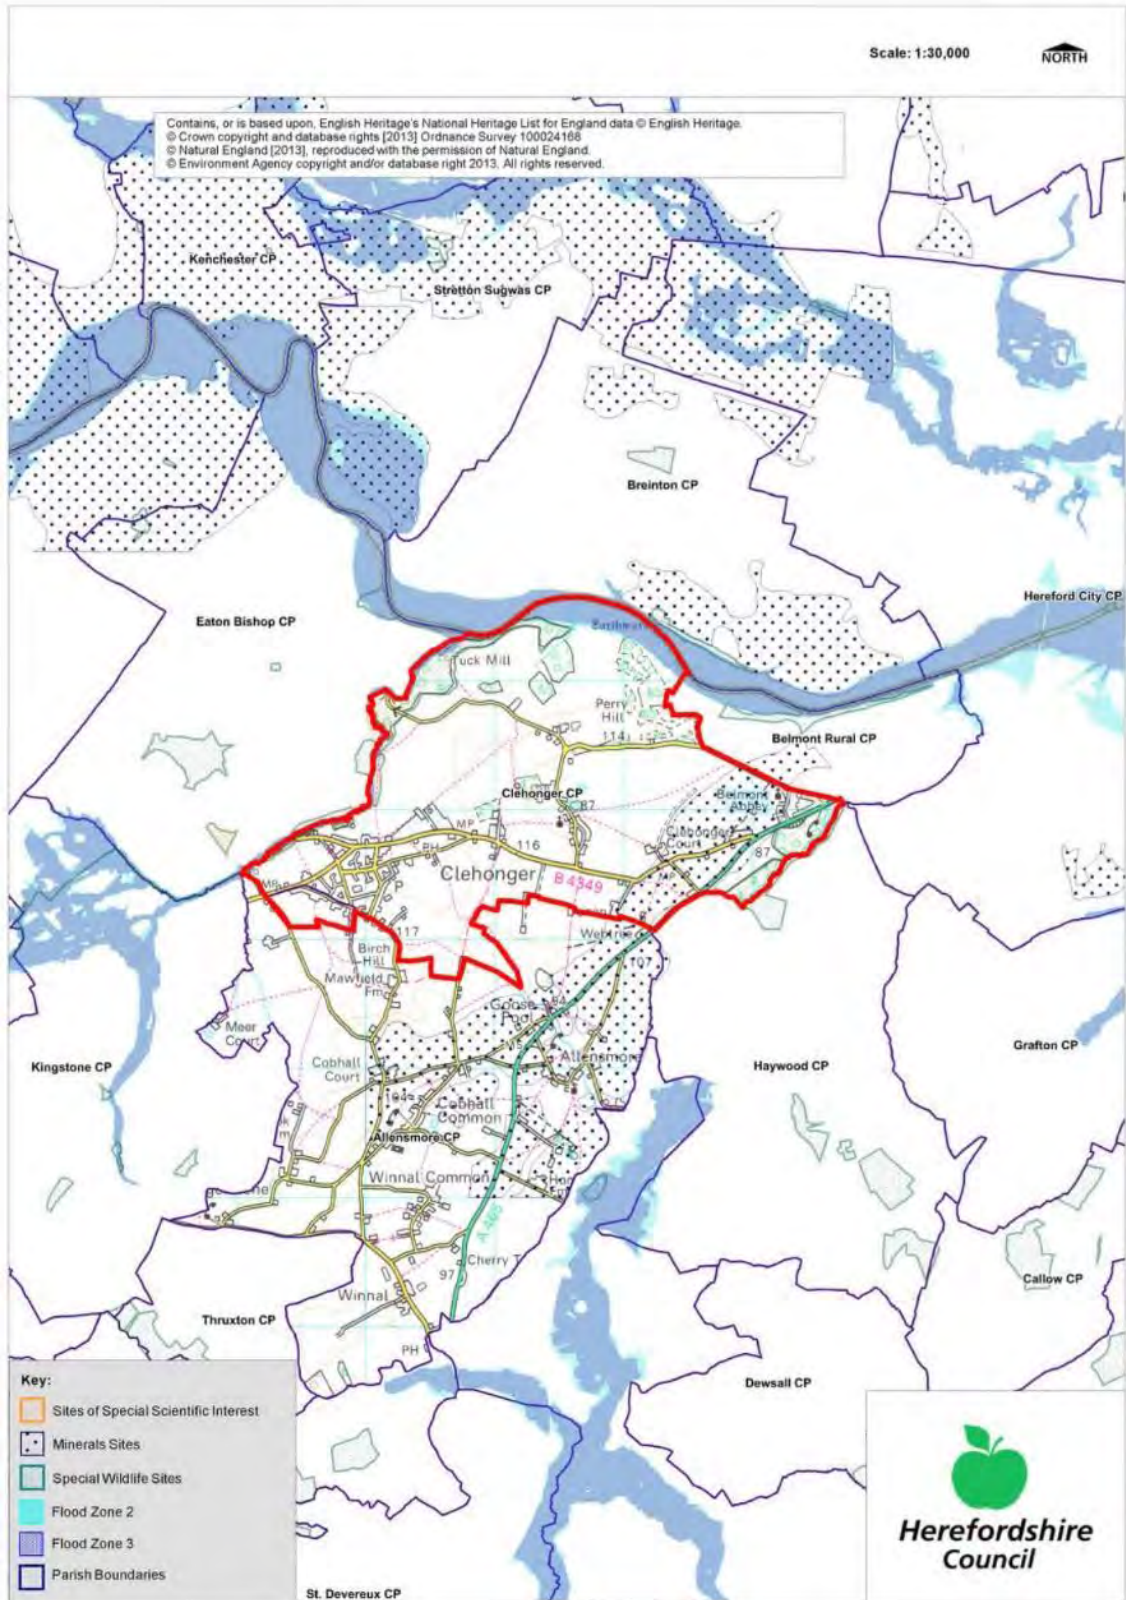 Scale: 1:30,000
NORTH
Contains, or is based upon, English Heritage's National Heritage List for England data © English Heritage.
© Crown copyright and database rights [2013] Ordnance Survey 100024168
© Natural England [2013], reproduced with the permission of Natural England.
© Environment Agency copyright and/or database right 2013. All rights reserved.
Kenchester CP
Stretton Sugwas CP
Breinton CP
Hereford City CP
Eaton Bishop CP
Earthwork
Tuck Mill
Perry
Hill
114
Belmont Rural CP
Clehonger CP
87
Belmont
Abbey
MP
Clehonger
Court
116
PH
87
Clehonger
B 4349
MP
MP
P
117
Webtree
Birch
Hill
107
Mawfield
Fm
Goose
Pool
94
Meer
Court
Allensmore
Grafton CP
Kingstone CP
Cobhall
Court
Haywood CP
104
Cobhall
Common
Allensmore CP
Winnal Common
A 465
Cherry T
97
Callow CP
Winnal
Thruxton CP
PH
Dewsall CP
Key:
Sites of Special Scientific Interest
Minerals Sites
Special Wildlife Sites
Flood Zone 2
Flood Zone 3
Parish Boundaries
Herefordshire
Council
St. Devereux CP